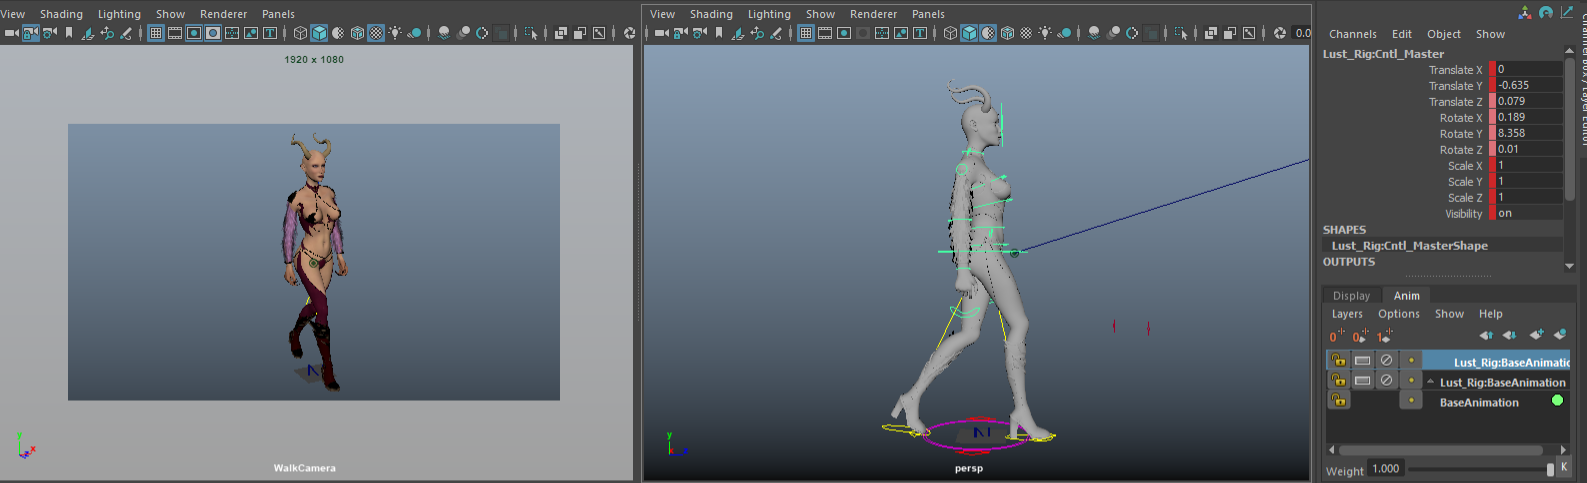 View Shading Lighting Show Renderer Panels
1920 x 1080
WalkCamera
View Shading Lighting Show Renderer Panels
0.0
persp
Channels Edit Object Show
Lust_Rig:Cntl_Master
Translate X 0
Translate Y -0.635
Translate Z 0.079
Rotate X 0.189
Rotate Y 8.358
Rotate Z 0.01
Scale X 1
Scale Y 1
Scale Z 1
Visibility on
SHAPES
Lust_Rig:Cntl_MasterShape
OUTPUTS
Display Anim
Layers Options Show Help
Lust_Rig:BaseAnimatic
Lust_Rig:BaseAnimation
BaseAnimation
Weight 1.000 K